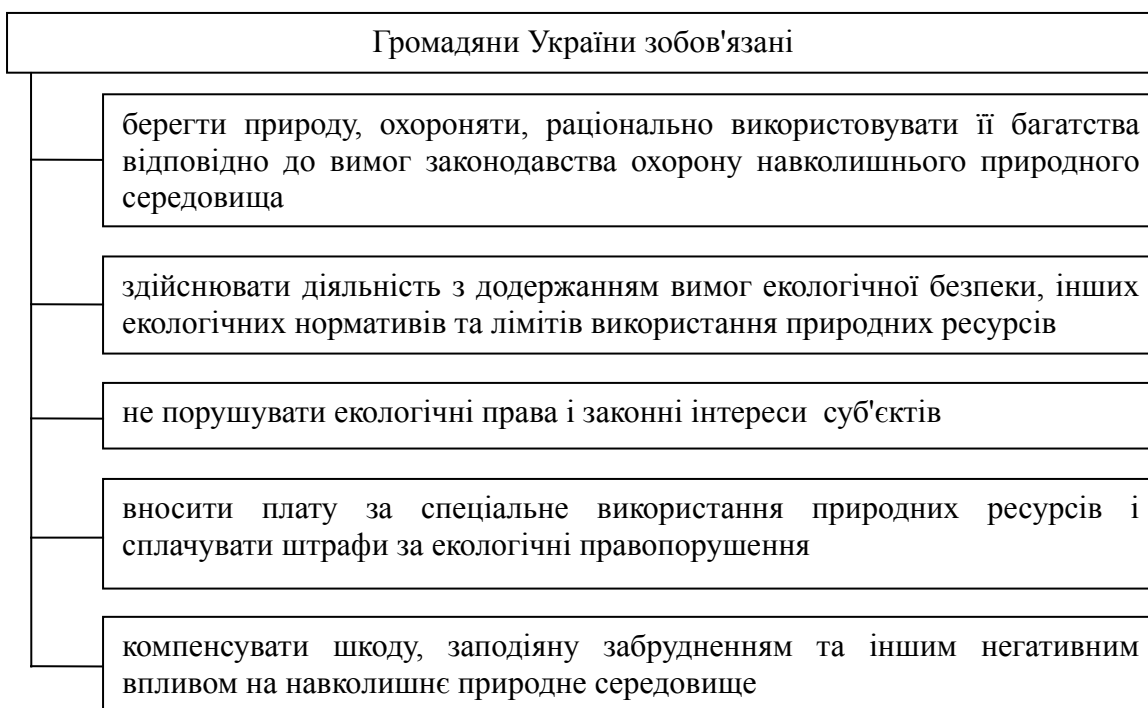 Громадяни України зобов'язані
берегти природу, охороняти, раціонально використовувати її багатства
відповідно до вимог законодавства охорону навколишнього природного
середовища
здійснювати діяльність з додержанням вимог екологічної безпеки, інших
екологічних нормативів та лімітів використання природних ресурсів
не порушувати екологічні права і законні інтереси суб'єктів
вносити плату за спеціальне використання природних ресурсів і
сплачувати штрафи за екологічні правопорушення
компенсувати шкоду, заподіяну забрудненням та іншим негативним
впливом на навколишнє природне середовище